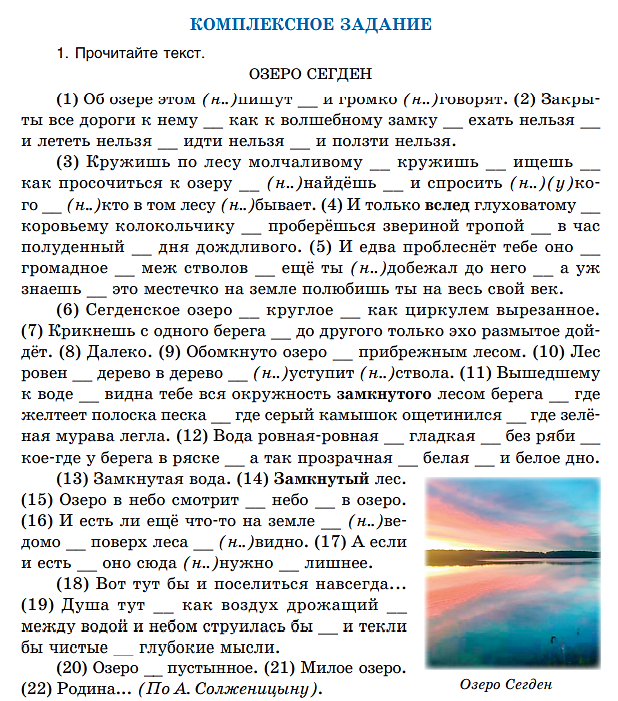 КОМПЛЕКСНОЕ ЗАДАНИЕ
1. Прочитайте текст.
ОЗЕРО СЕГДЕН
(1) Об озере этом (н..)пишут __ и громко (н..)говорят. (2) Закры-
ты все дороги к нему __ как к волшебному замку __ ехать нельзя __
и лететь нельзя __ идти нельзя __ и ползти нельзя.
(3) Кружишь по лесу молчаливому __ кружишь __ ищешь __
как просочиться к озеру __ (н..)найдёшь __ и спросить (н..)(у)ко-
го __ (н..)кто в том лесу (н..)бывает. (4) И только вслед глуховатому __
коровьему колокольчику __ проберёшься звериной тропой __ в час
полуденный __ дня дождливого. (5) И едва проблеснёт тебе оно __
громадное __ меж стволов __ ещё ты (н..)добежал до него __ а уж
знаешь __ это местечко на земле полюбишь ты на весь свой век.
(6) Сегденское озеро __ круглое __ как циркулем вырезанное.
(7) Крикнешь с одного берега __ до другого только эхо размытое дой-
дёт. (8) Далеко. (9) Обомкнуто озеро __ прибрежным лесом. (10) Лес
ровен __ дерево в дерево __ (н..)уступит (н..)ствола. (11) Вышедшему
к воде __ видна тебе вся окружность замкнутого лесом берега __ где
желтеет полоска песка __ где серый камышок ощетинился __ где зелё-
ная мурава легла. (12) Вода ровная-ровная __ гладкая __ без ряби __
кое-где у берега в ряске __ а так прозрачная __ белая __ и белое дно.
(13) Замкнутая вода. (14) Замкнутый лес.
(15) Озеро в небо смотрит __ небо __ в озеро.
(16) И есть ли ещё что-то на земле __ (н..)ве-
домо __ поверх леса __ (н..)видно. (17) А если
и есть __ оно сюда (н..)нужно __ лишнее.
(18) Вот тут бы и поселиться навсегда...
(19) Душа тут __ как воздух дрожащий __
между водой и небом струилась бы __ и текли
бы чистые __ глубокие мысли.
(20) Озеро __ пустынное. (21) Милое озеро.
(22) Родина... (По А. Солженицыну).
Озеро Сегден